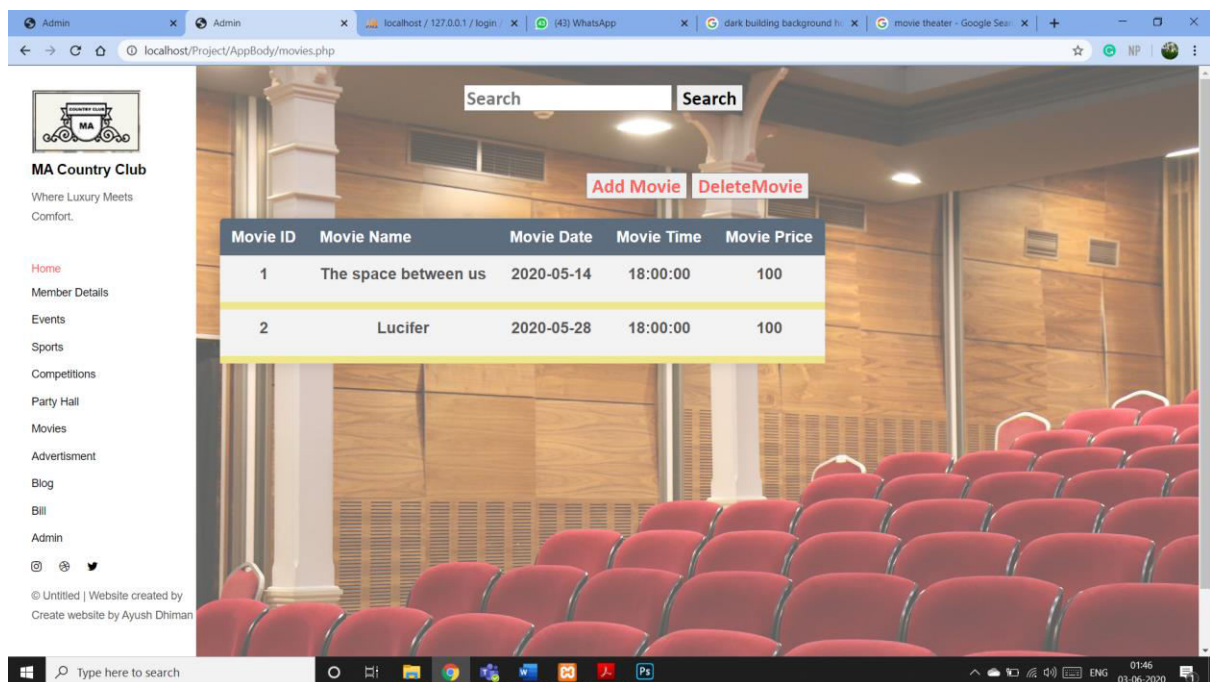 Admin
Admin
localhost / 127.0.0.1 / login /
(43) WhatsApp
dark building background h
movie theater - Google Sear
localhost/Project/AppBody/movies.php
NP
COUNTRY CLUB
MA
MA Country Club
Where Luxury Meets
Comfort.
Home
Member Details
Events
Sports
Competitions
Party Hall
Movies
Advertisment
Blog
Bill
Admin
© Untitled | Website created by
Create website by Ayush Dhiman
Search Search
Add Movie DeleteMovie
Movie ID Movie Name Movie Date Movie Time Movie Price
1 The space between us 2020-05-14 18:00:00 100
2 Lucifer 2020-05-28 18:00:00 100
Type here to search
W
Ps
ENG
01:46
03-06-2020